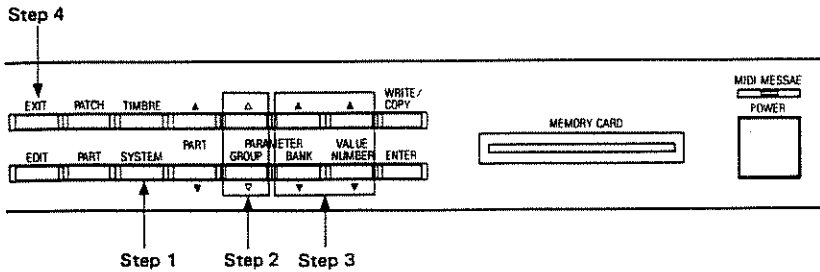 Step 4
MIDI MESSAE
EXIT PATCH TIMBRE ▲ △ ▲ ▲ WRITE/
COPY
POWER
MEMORY CARD
PART PARAMETER VALUE
EDIT PART SYSTEM GROUP BANK NUMBER ENTER
▼ ▽ ▼ ▼
Step 1 Step 2 Step 3